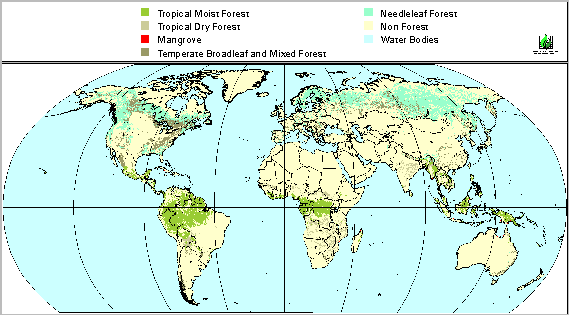 Tropical Moist Forest
Tropical Dry Forest
Mangrove
Temperate Broadleaf and Mixed Forest
Needleleaf Forest
Non Forest
Water Bodies